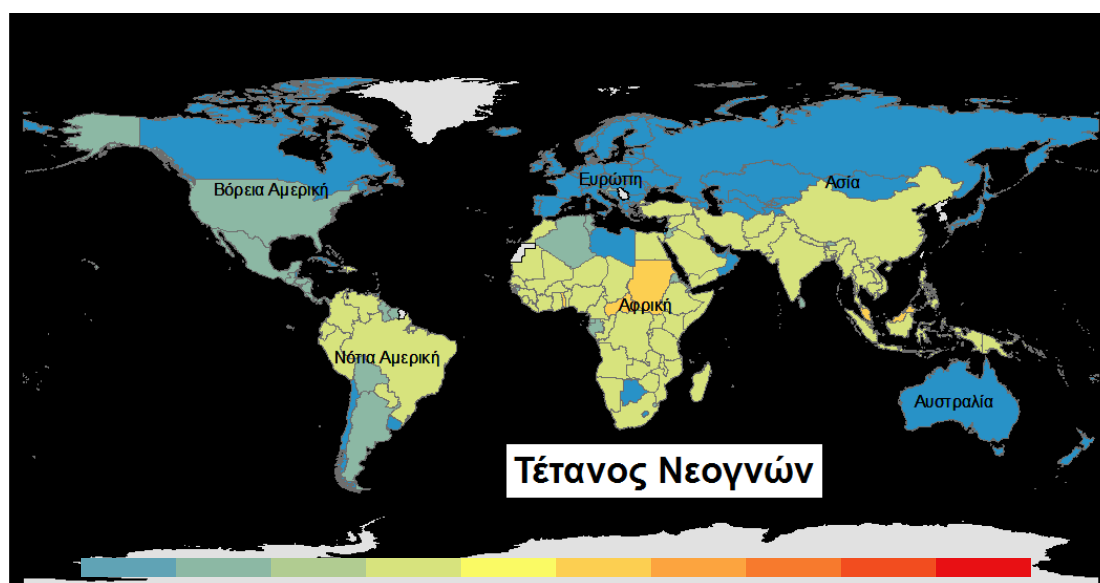 Βόρεια Αμερική
Ευρώπη
Ασία
Αφρική
Νότια Αμερική
Αυστραλία
Τέτανος Νεογνών